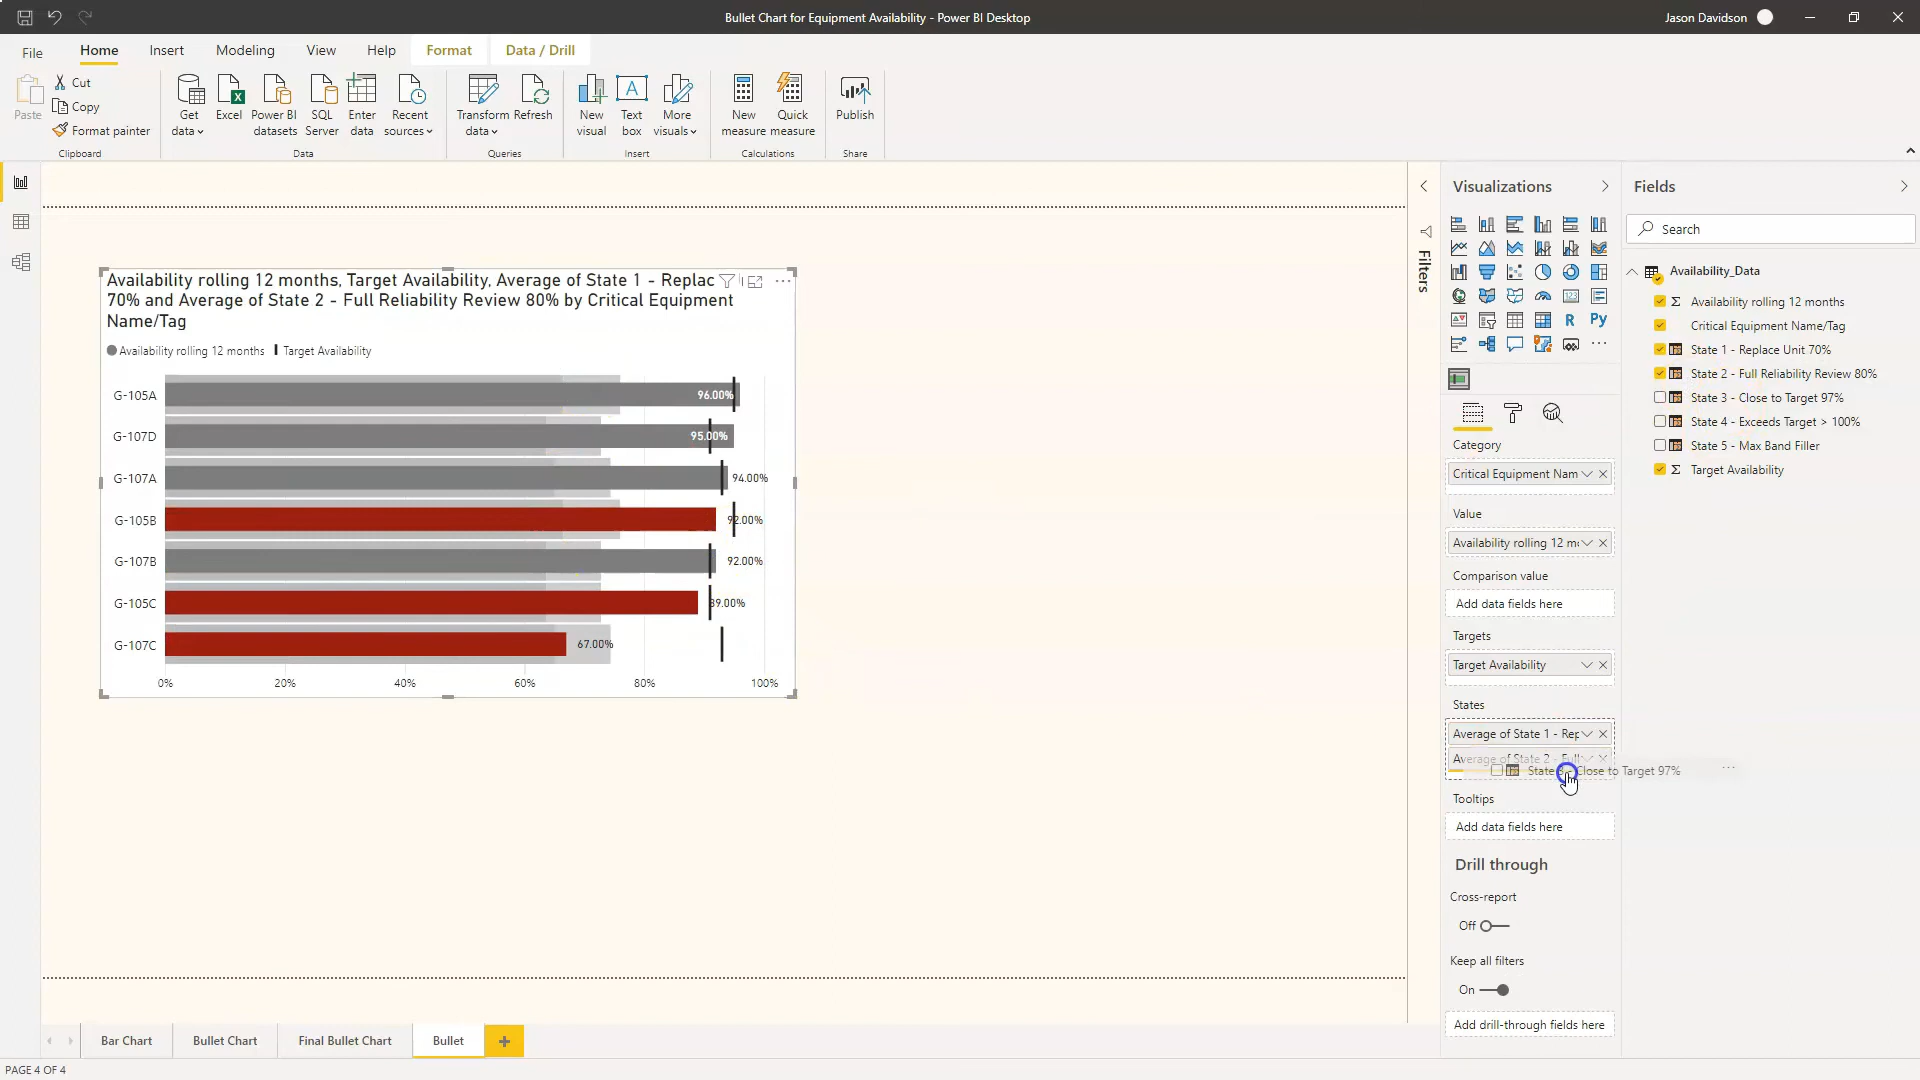 Bullet Chart for Equipment Availability - Power BI Desktop
Jason Davidson
File
Home
Insert
Modeling
View
Help
Format
Data / Drill
Paste
Cut
Copy
Format painter
Get data
Excel
Power BI datasets
SQL Server
Enter data
Recent sources
Transform data
Refresh
New visual
Text box
More visuals
New measure
Quick measure
Publish
Clipboard
Data
Queries
Insert
Calculations
Share
Availability rolling 12 months, Target Availability, Average of State 1 - Replac
70% and Average of State 2 - Full Reliability Review 80% by Critical Equipment
Name/Tag
Availability rolling 12 months
Target Availability
G-105A 96.00%
G-107D 95.00%
G-107A 94.00%
G-105B 92.00%
G-107B 92.00%
G-105C 89.00%
G-107C 67.00%
0% 20% 40% 60% 80% 100%
Filters
Visualizations
R
Py
Category
Critical Equipment Nam
Value
Availability rolling 12 m
Comparison value
Add data fields here
Targets
Target Availability
States
Average of State 1 - Rep
Average of State 2 - Full
Close to Target 97%
Tooltips
Add data fields here
Drill through
Cross-report
Off
Keep all filters
On
Add drill-through fields here
Fields
Search
Availability_Data
Availability rolling 12 months
Critical Equipment Name/Tag
State 1 - Replace Unit 70%
State 2 - Full Reliability Review 80%
State 3 - Close to Target 97%
State 4 - Exceeds Target > 100%
State 5 - Max Band Filler
Target Availability
Bar Chart
Bullet Chart
Final Bullet Chart
Bullet
PAGE 4 OF 4